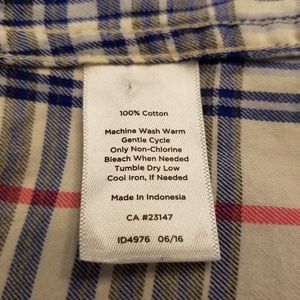 100% Cotton
Machine Wash Warm
Gentle Cycle
Only Non-Chlorine
Bleach When Needed
Tumble Dry Low
Cool Iron, If Needed
Made In Indonesia
CA #23147
ID4976 06/16